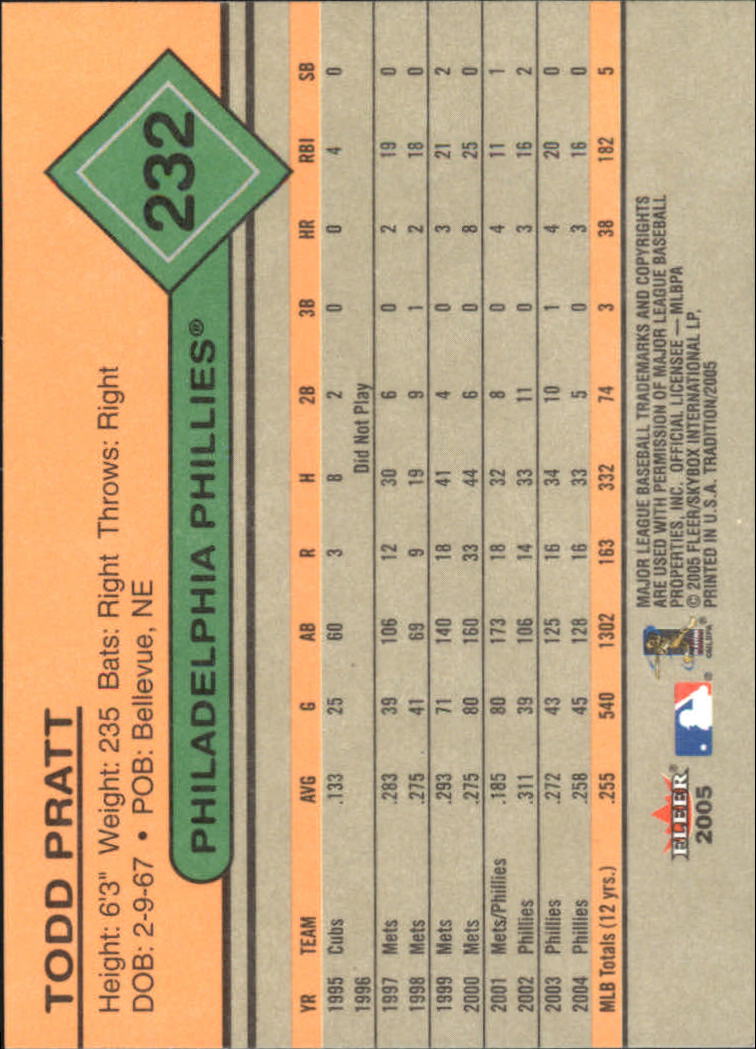 TODD PRATT
Height: 6'3" Weight: 235 Bats: Right Throws: Right
DOB: 2-9-67 • POB: Bellevue, NE
232
PHILADELPHIA PHILLIES®
YR TEAM AVG G AB R H 2B 3B HR RBI SB
1995 Cubs .133 25 60 3 8 2 0 0 4 0
1996 Did Not Play
1997 Mets .283 39 106 12 30 6 0 2 19 0
1998 Mets .275 41 69 9 19 9 1 2 18 0
1999 Mets .293 71 140 18 41 4 0 3 21 2
2000 Mets .275 80 160 33 44 6 0 8 25 0
2001 Mets/Phillies .185 80 173 18 32 8 0 4 11 1
2002 Phillies .311 39 106 14 33 11 0 3 16 2
2003 Phillies .272 43 125 16 34 10 1 4 20 0
2004 Phillies .258 45 128 16 33 5 0 3 16 0
MLB Totals (12 yrs.) .255 540 1302 163 332 74 3 38 182 5
FLEER®
2005
®
©MLBPA
MAJOR LEAGUE BASEBALL TRADEMARKS AND COPYRIGHTS
ARE USED WITH PERMISSION OF MAJOR LEAGUE BASEBALL
PROPERTIES, INC. OFFICIAL LICENSEE — MLBPA
© 2005 FLEER/SKYBOX INTERNATIONAL LP,
PRINTED IN U.S.A. TRADITION/2005